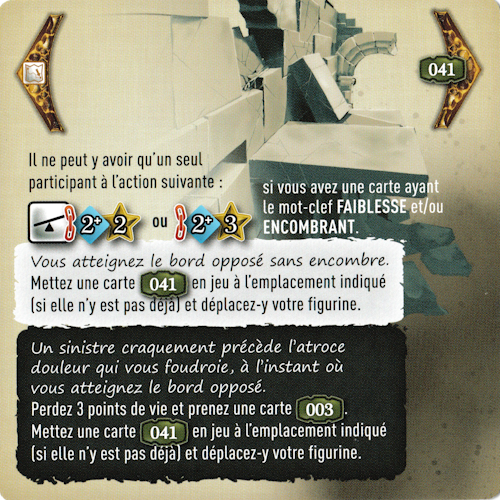 041
Il ne peut y avoir qu'un seul
participant à l'action suivante :
2+ 2 ou 2+ 3
si vous avez une carte ayant
le mot-clef FAIBLESSE et/ou
ENCOMBRANT.
Vous atteignez le bord opposé sans encombre.
Mettez une carte 041 en jeu à l'emplacement indiqué
(si elle n'y est pas déjà) et déplacez-y votre figurine.
Un sinistre craquement précède l'atroce
douleur qui vous foudroie, à l'instant où
vous atteignez le bord opposé.
Perdez 3 points de vie et prenez une carte 003.
Mettez une carte 041 en jeu à l'emplacement indiqué
(si elle n'y est pas déjà) et déplacez-y votre figurine.